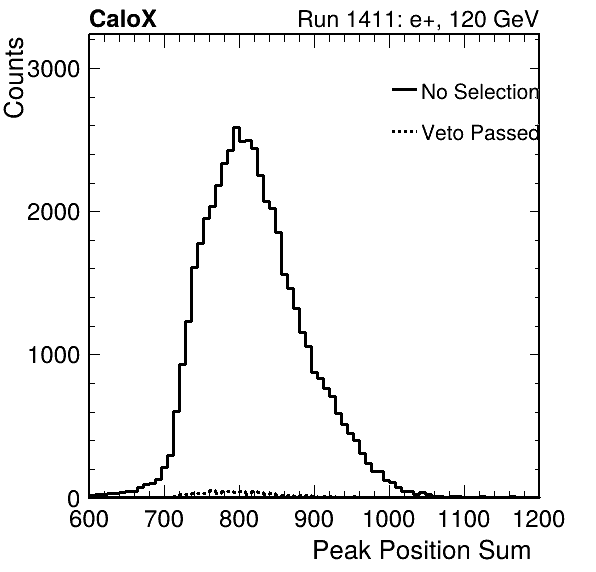 CaloX Run 1411: e+, 120 GeV
Counts
3000
No Selection
Veto Passed
2000
1000
0
600 700 800 900 1000 1100 1200
Peak Position Sum